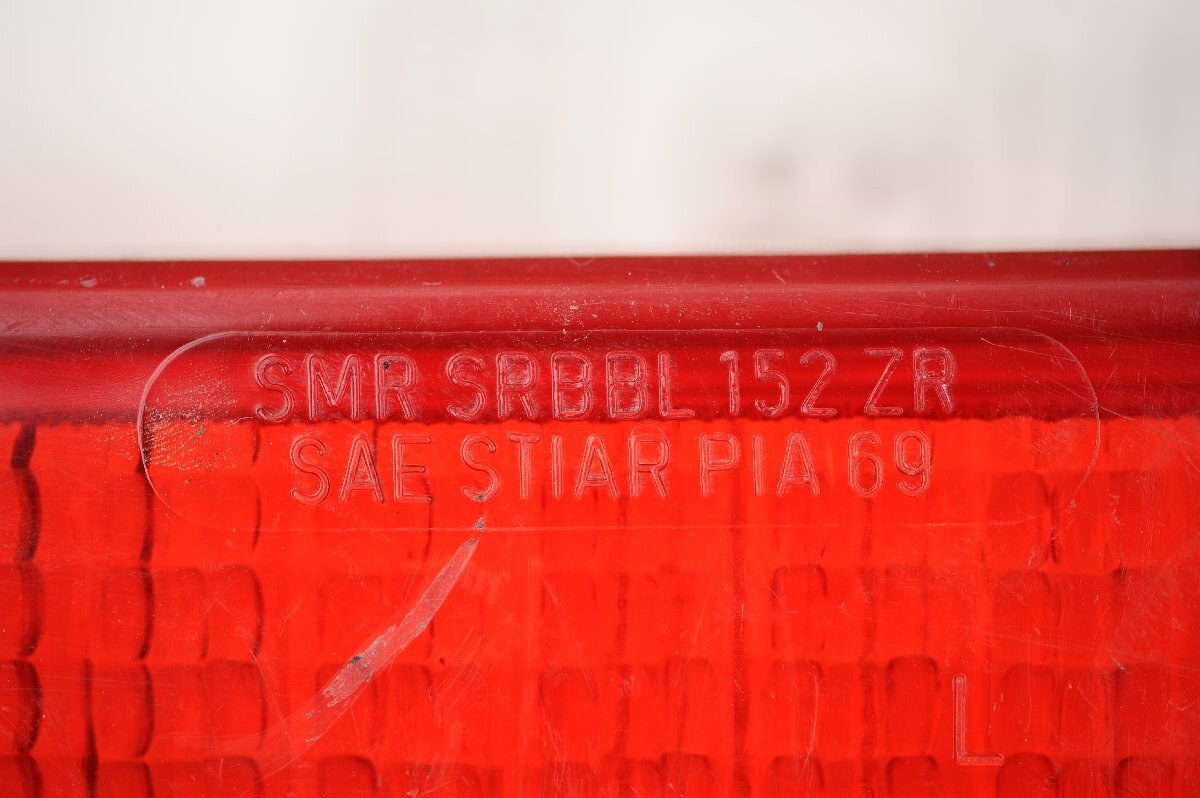 SMR SRBBL 152 ZR
SAE STIAR PIA 69
L